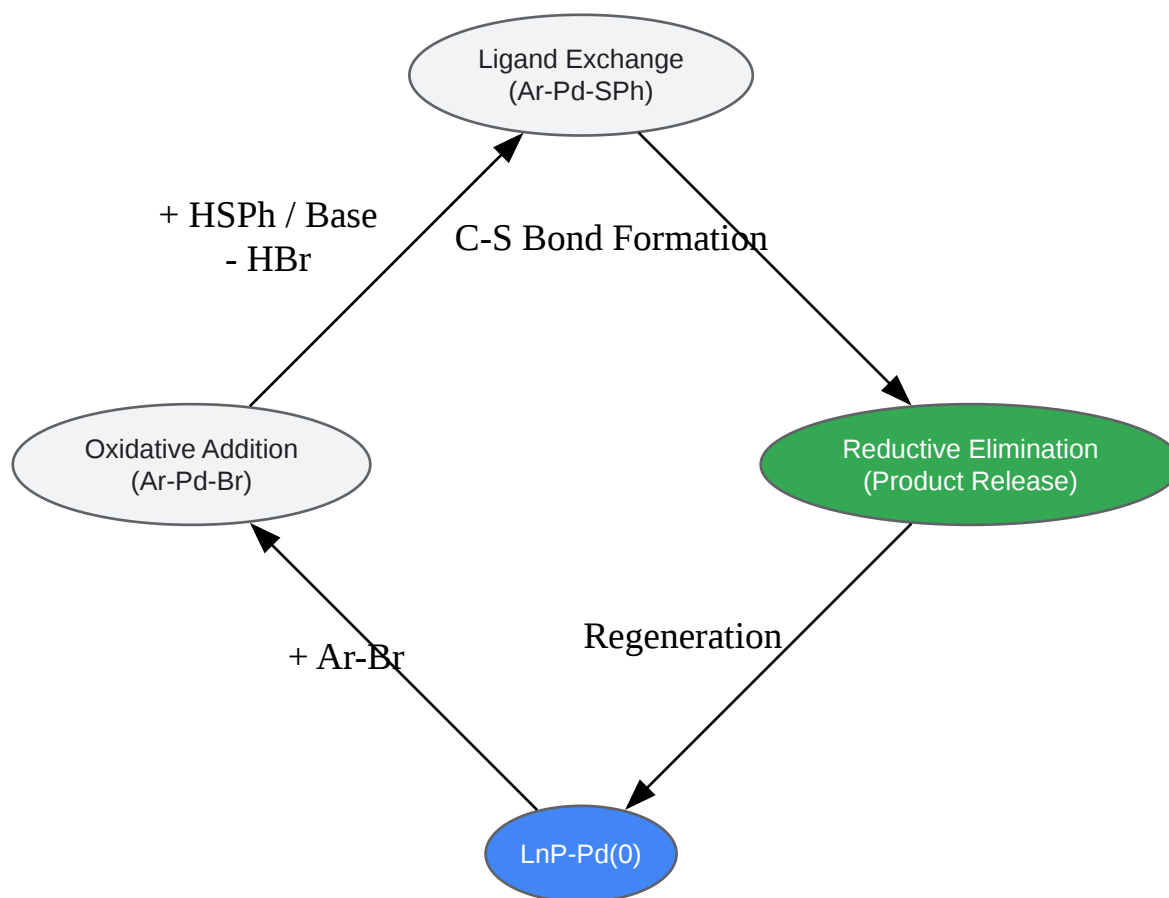 Ligand Exchange
(Ar-Pd-SPh)
+ HSPh / Base
- HBr
C-S Bond Formation
Oxidative Addition
(Ar-Pd-Br)
Reductive Elimination
(Product Release)
+ Ar-Br
Regeneration
LnP-Pd(0)